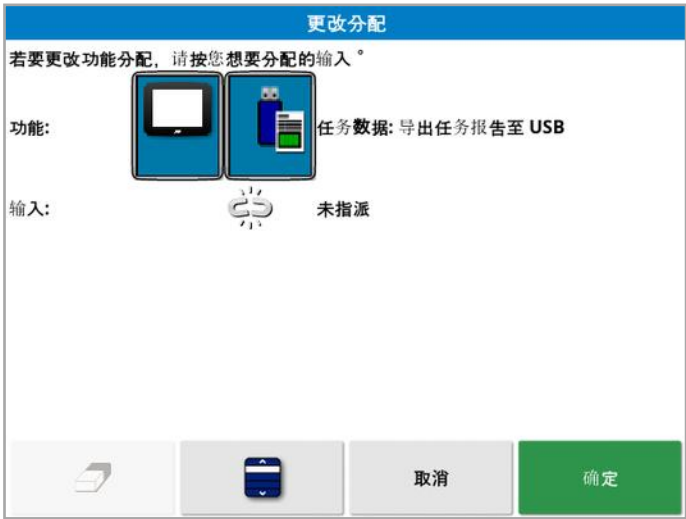 更改分配
若要更改功能分配，请按您想要分配的输入。
功能:
任务数据: 导出任务报告至 USB
输入:
未指派
取消
确定